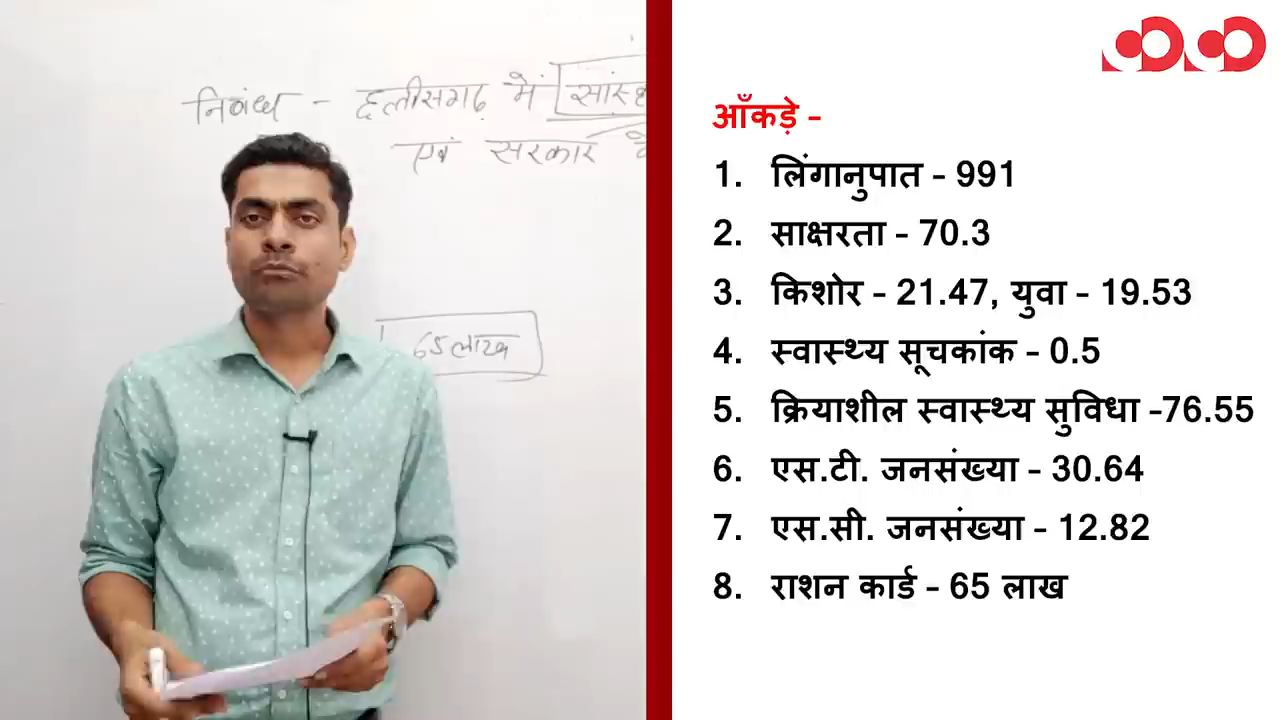 निबंध - छत्तीसगढ़ में
एवं सरकार
65 लाख
आँकड़े -
1. लिंगानुपात - 991
2. साक्षरता - 70.3
3. किशोर - 21.47, युवा - 19.53
4. स्वास्थ्य सूचकांक - 0.5
5. क्रियाशील स्वास्थ्य सुविधा -76.55
6. एस.टी. जनसंख्या - 30.64
7. एस.सी. जनसंख्या - 12.82
8. राशन कार्ड - 65 लाख